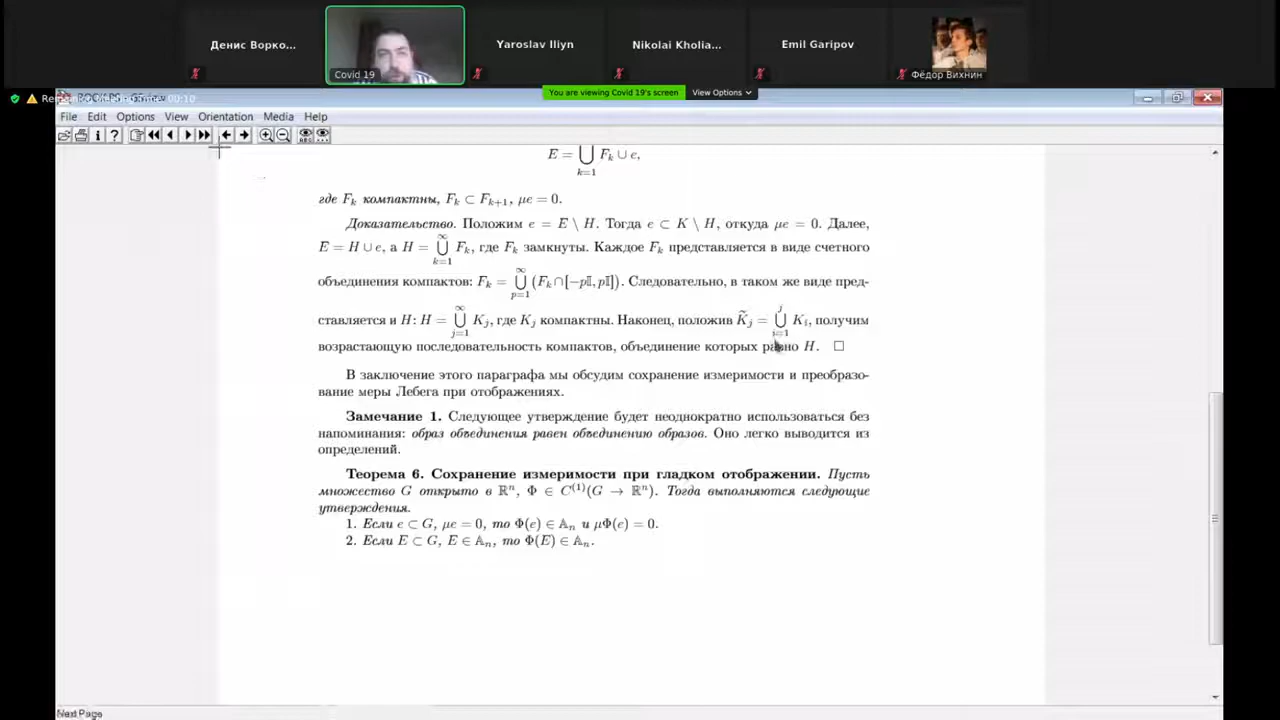 Денис Ворко...
Covid 19
Yaroslav Iliyn
Nikolai Kholia...
Emil Garipov
Фёдор Вихнин
You are viewing Covid 19's screen
View Options
File Edit Options View Orientation Media Help
E = ⋃ F_k ∪ e,
k=1
где F_k компактны, F_k ⊂ F_{k+1}, μe = 0.
Доказательство. Положим e = E \ H. Тогда e ⊂ K \ H, откуда μe = 0. Далее,
E = H ∪ e, а H = ⋃_{k=1}^∞ F_k, где F_k замкнуты. Каждое F_k представляется в виде счетного
объединения компактов: F_k = ⋃_{p=1}^∞ (F_k ∩ [−p𝕀, p𝕀]). Следовательно, в таком же виде пред-
ставляется и H: H = ⋃_{j=1}^∞ K_j, где K_j компактны. Наконец, положив K̃_j = ⋃_{i=1}^j K_i, получим
возрастающую последовательность компактов, объединение которых равно H. □
В заключение этого параграфа мы обсудим сохранение измеримости и преобразо-
вание меры Лебега при отображениях.
Замечание 1. Следующее утверждение будет неоднократно использоваться без
напоминания: образ объединения равен объединению образов. Оно легко выводится из
определений.
Теорема 6. Сохранение измеримости при гладком отображении. Пусть
множество G открыто в ℝⁿ, Φ ∈ C⁽¹⁾(G → ℝⁿ). Тогда выполняются следующие
утверждения.
1. Если e ⊂ G, μe = 0, то Φ(e) ∈ 𝔸_n и μΦ(e) = 0.
2. Если E ⊂ G, E ∈ 𝔸_n, то Φ(E) ∈ 𝔸_n.
Next Page